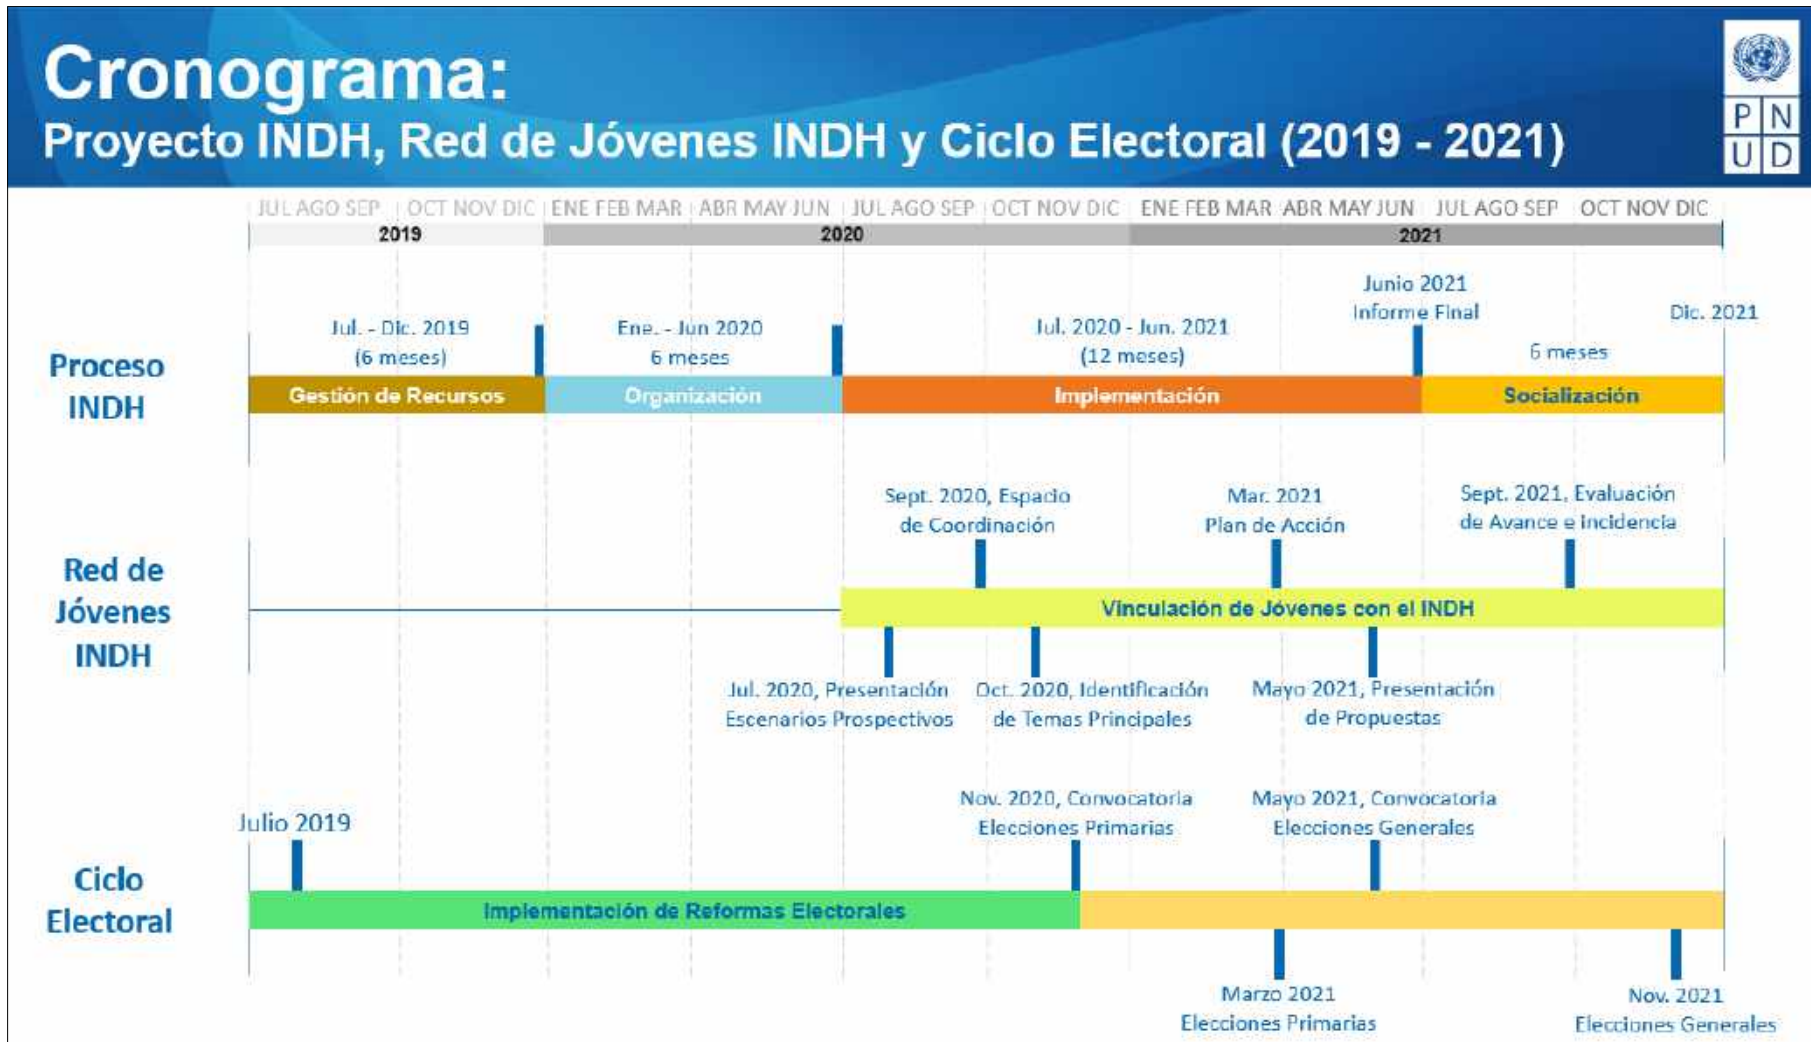 Cronograma:
Proyecto INDH, Red de Jóvenes INDH y Ciclo Electoral (2019 - 2021)
P N
U D
JUL AGO SEP OCT NOV DIC ENE FEB MAR ABR MAY JUN JUL AGO SEP OCT NOV DIC ENE FEB MAR ABR MAY JUN JUL AGO SEP OCT NOV DIC
2019 2020 2021
Proceso
INDH
Jul. - Dic. 2019
(6 meses)
Ene. - Jun 2020
6 meses
Jul. 2020 - Jun. 2021
(12 meses)
Junio 2021
Informe Final
6 meses
Dic. 2021
Gestión de Recursos
Organización
Implementación
Socialización
Red de
Jóvenes
INDH
Sept. 2020, Espacio
de Coordinación
Mar. 2021
Plan de Acción
Sept. 2021, Evaluación
de Avance e Incidencia
Vinculación de Jóvenes con el INDH
Jul. 2020, Presentación
Escenarios Prospectivos
Oct. 2020, Identificación
de Temas Principales
Mayo 2021, Presentación
de Propuestas
Ciclo
Electoral
Julio 2019
Nov. 2020, Convocatoria
Elecciones Primarias
Mayo 2021, Convocatoria
Elecciones Generales
Implementación de Reformas Electorales
Marzo 2021
Elecciones Primarias
Nov. 2021
Elecciones Generales